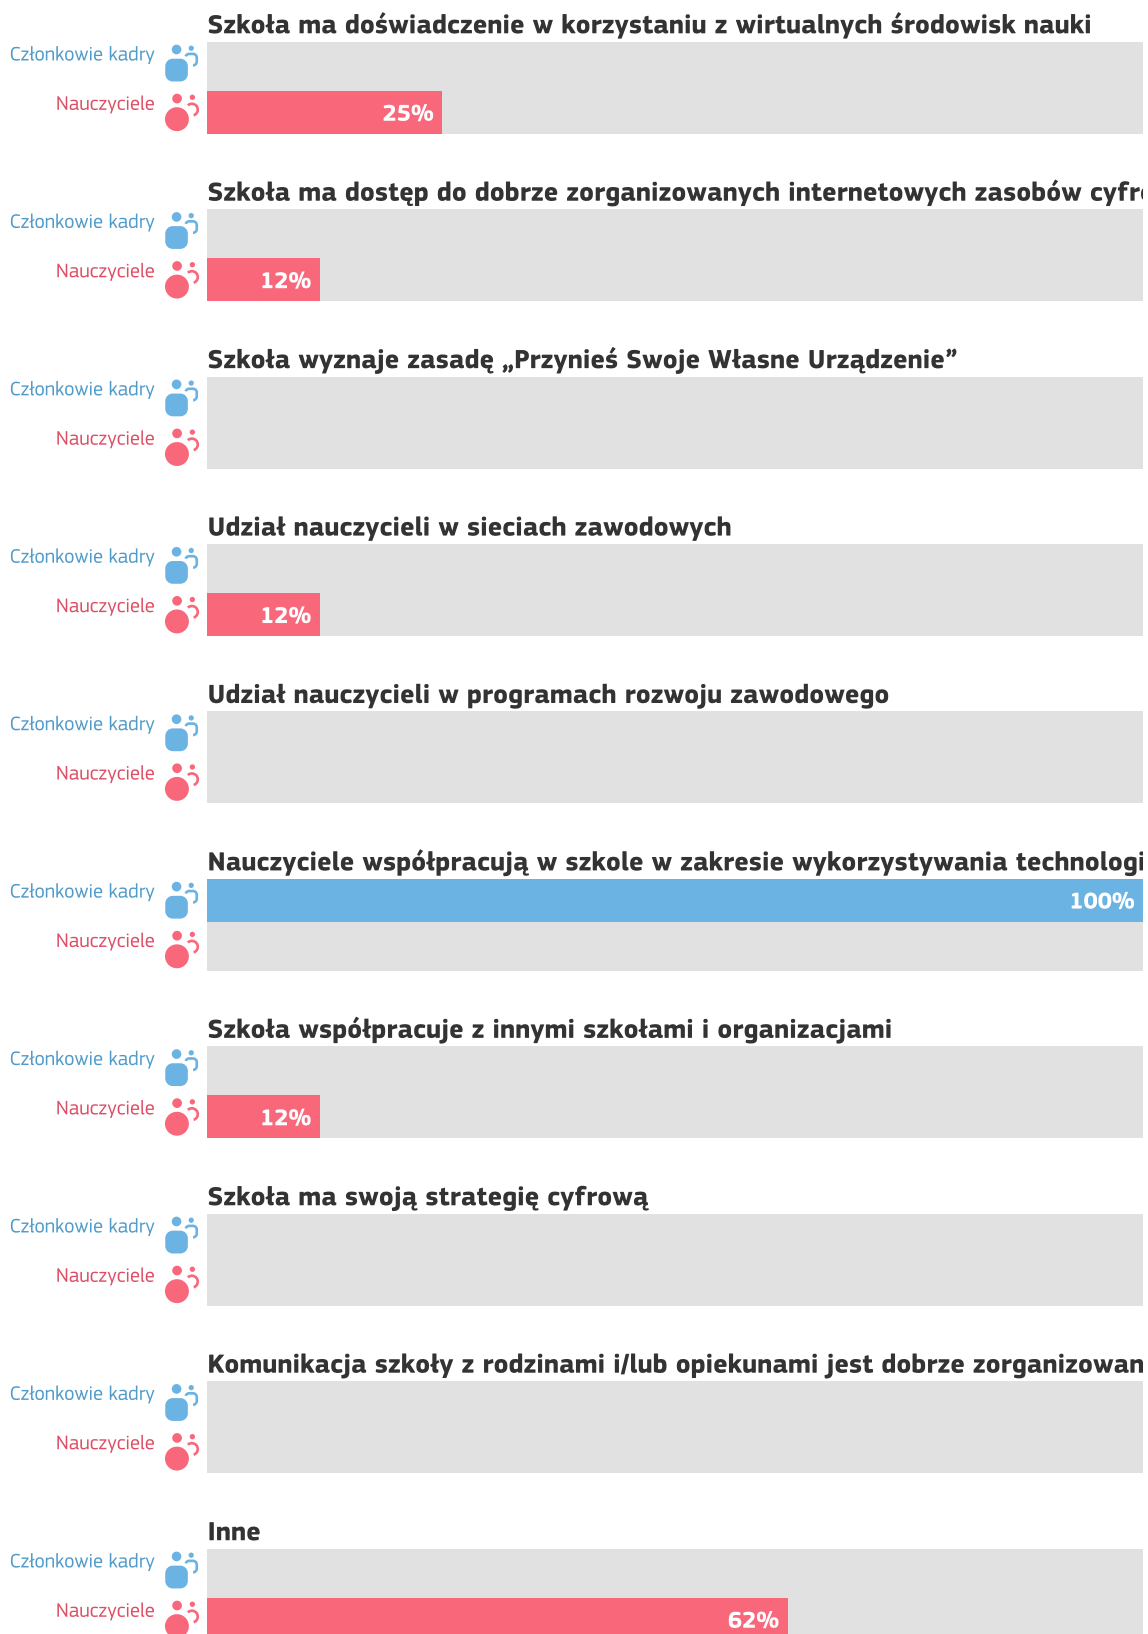 Szkoła ma doświadczenie w korzystaniu z wirtualnych środowisk nauki
Członkowie kadry
Nauczyciele 25%
Szkoła ma dostęp do dobrze zorganizowanych internetowych zasobów
Członkowie kadry
Nauczyciele 12%
Szkoła wyznaje zasadę „Przynieś Swoje Własne Urządzenie”
Członkowie kadry
Nauczyciele
Udział nauczycieli w sieciach zawodowych
Członkowie kadry
Nauczyciele 12%
Udział nauczycieli w programach rozwoju zawodowego
Członkowie kadry
Nauczyciele
Nauczyciele współpracują w szkole w zakresie wykorzystywania technologi
Członkowie kadry 100%
Nauczyciele
Szkoła współpracuje z innymi szkołami i organizacjami
Członkowie kadry
Nauczyciele 12%
Szkoła ma swoją strategię cyfrową
Członkowie kadry
Nauczyciele
Komunikacja szkoły z rodzinami i/lub opiekunami jest dobrze zorganizowan
Członkowie kadry
Nauczyciele
Inne
Członkowie kadry
Nauczyciele 62%